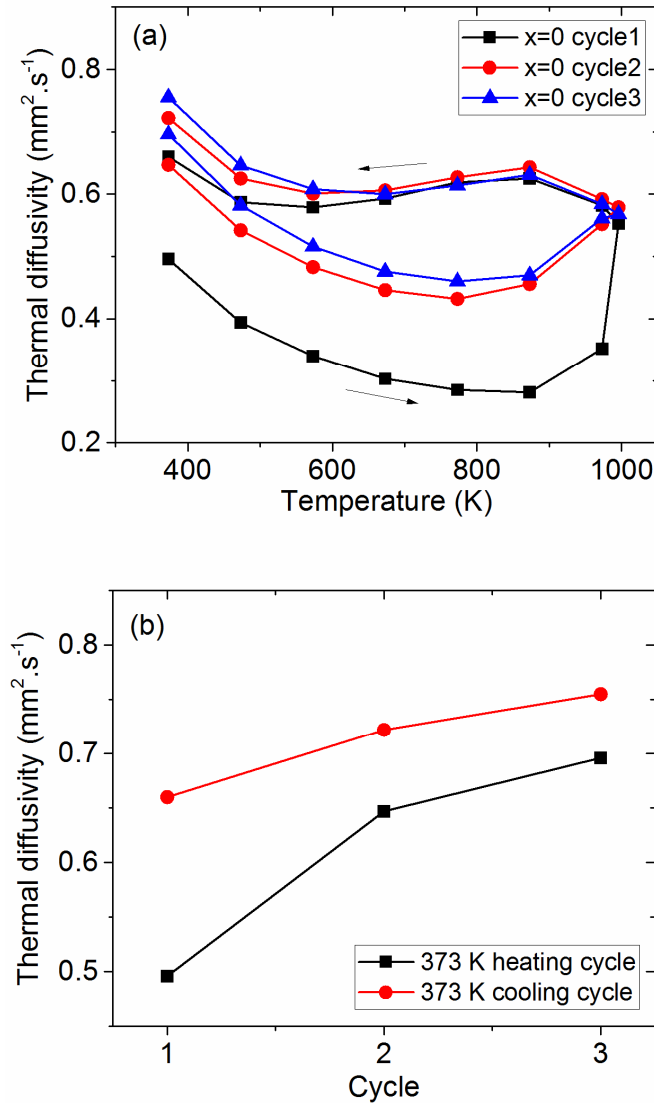 (a)
x=0 cycle1
x=0 cycle2
x=0 cycle3
0.8
0.6
0.4
0.2
Thermal diffusivity (mm².s⁻¹)
400 600 800 1000
Temperature (K)
(b)
0.8
0.7
0.6
0.5
Thermal diffusivity (mm².s⁻¹)
373 K heating cycle
373 K cooling cycle
1 2 3
Cycle